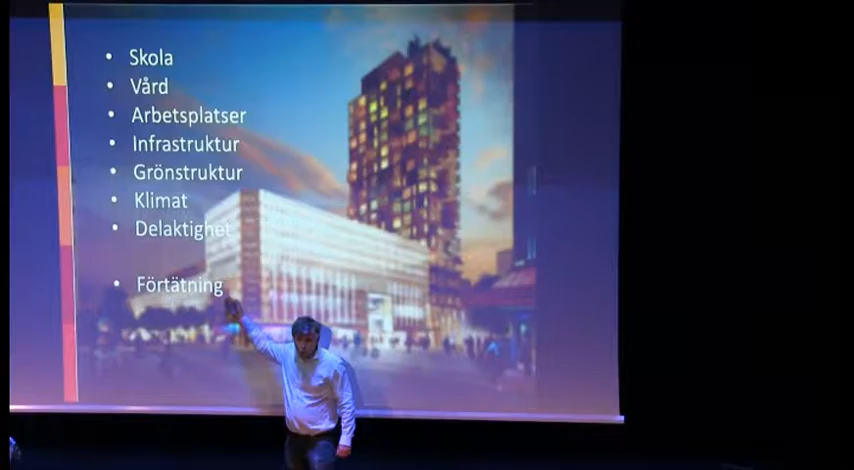 • Skola
• Vård
• Arbetsplatser
• Infrastruktur
• Grönstruktur
• Klimat
• Delaktighet
• Förtätning